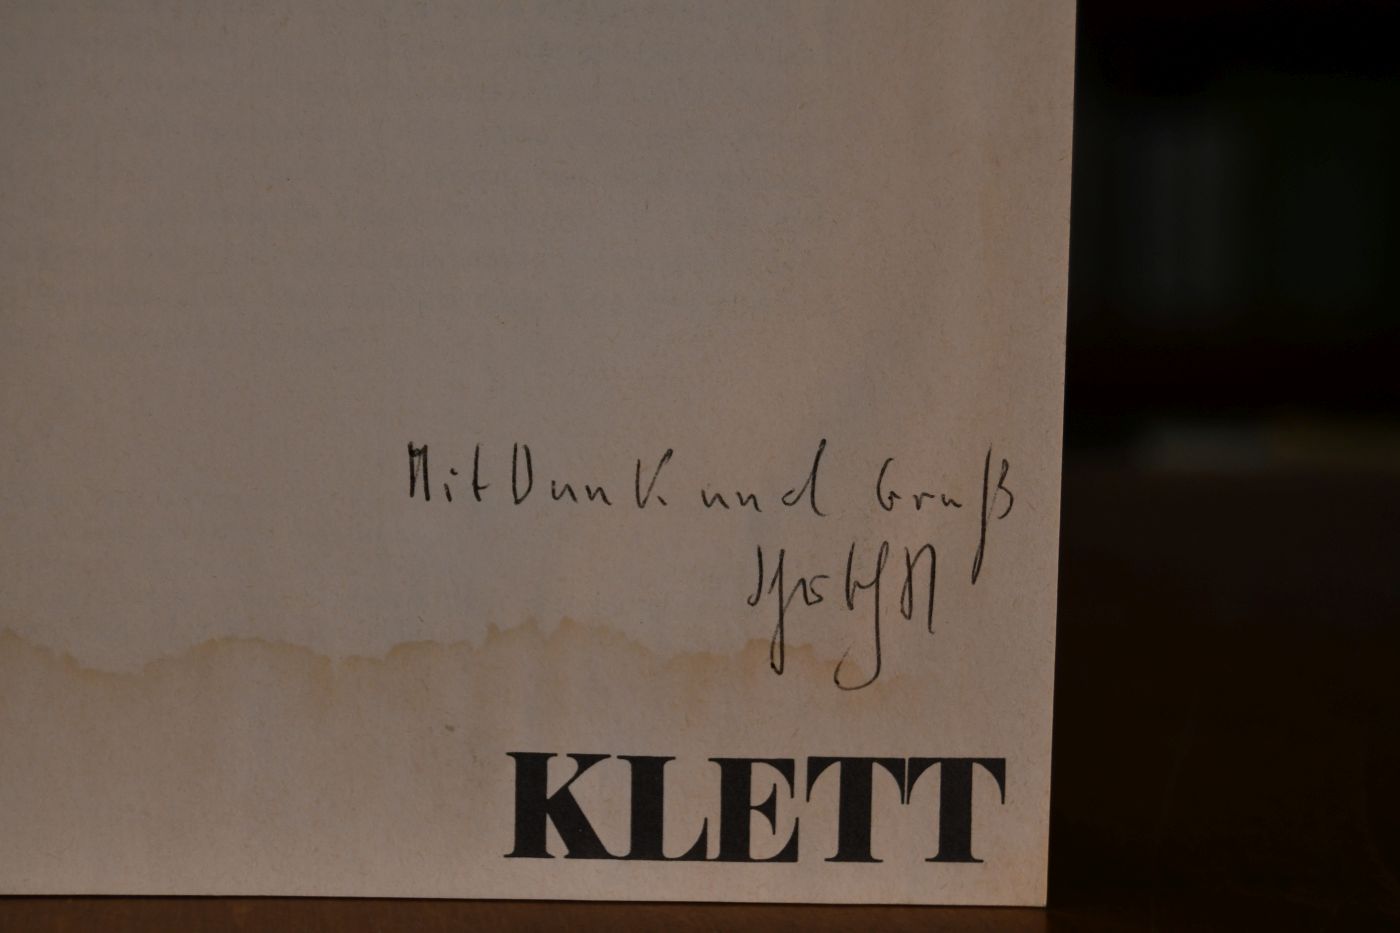 Mit Dank und Gruß
KLETT